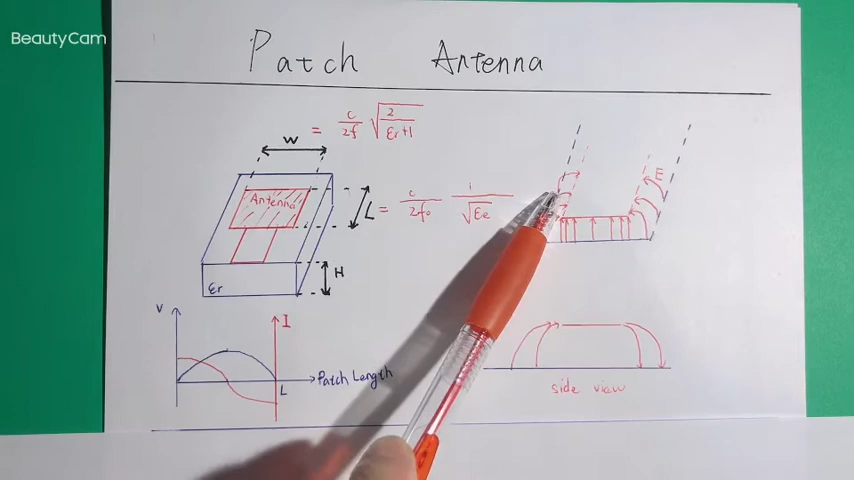 BeautyCam
Patch Antenna
W = c/2f √(2/(εr+1))
Antenna
L = c/2f₀ 1/√εe
H
εr
E
V
I
L
Patch Length
side view